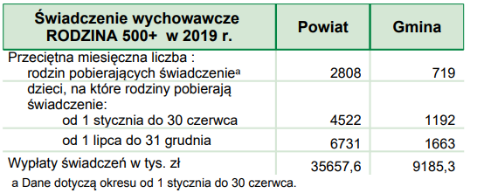 Świadczenie wychowawcze
RODZINA 500+ w 2019 r.
Powiat
Gmina
Przeciętna miesięczna liczba :
rodzin pobierających świadczenieᵃ 2808 719
dzieci, na które rodziny pobierają
świadczenie:
od 1 stycznia do 30 czerwca 4522 1192
od 1 lipca do 31 grudnia 6731 1663
Wypłaty świadczeń w tys. zł 35657,6 9185,3
a Dane dotyczą okresu od 1 stycznia do 30 czerwca.